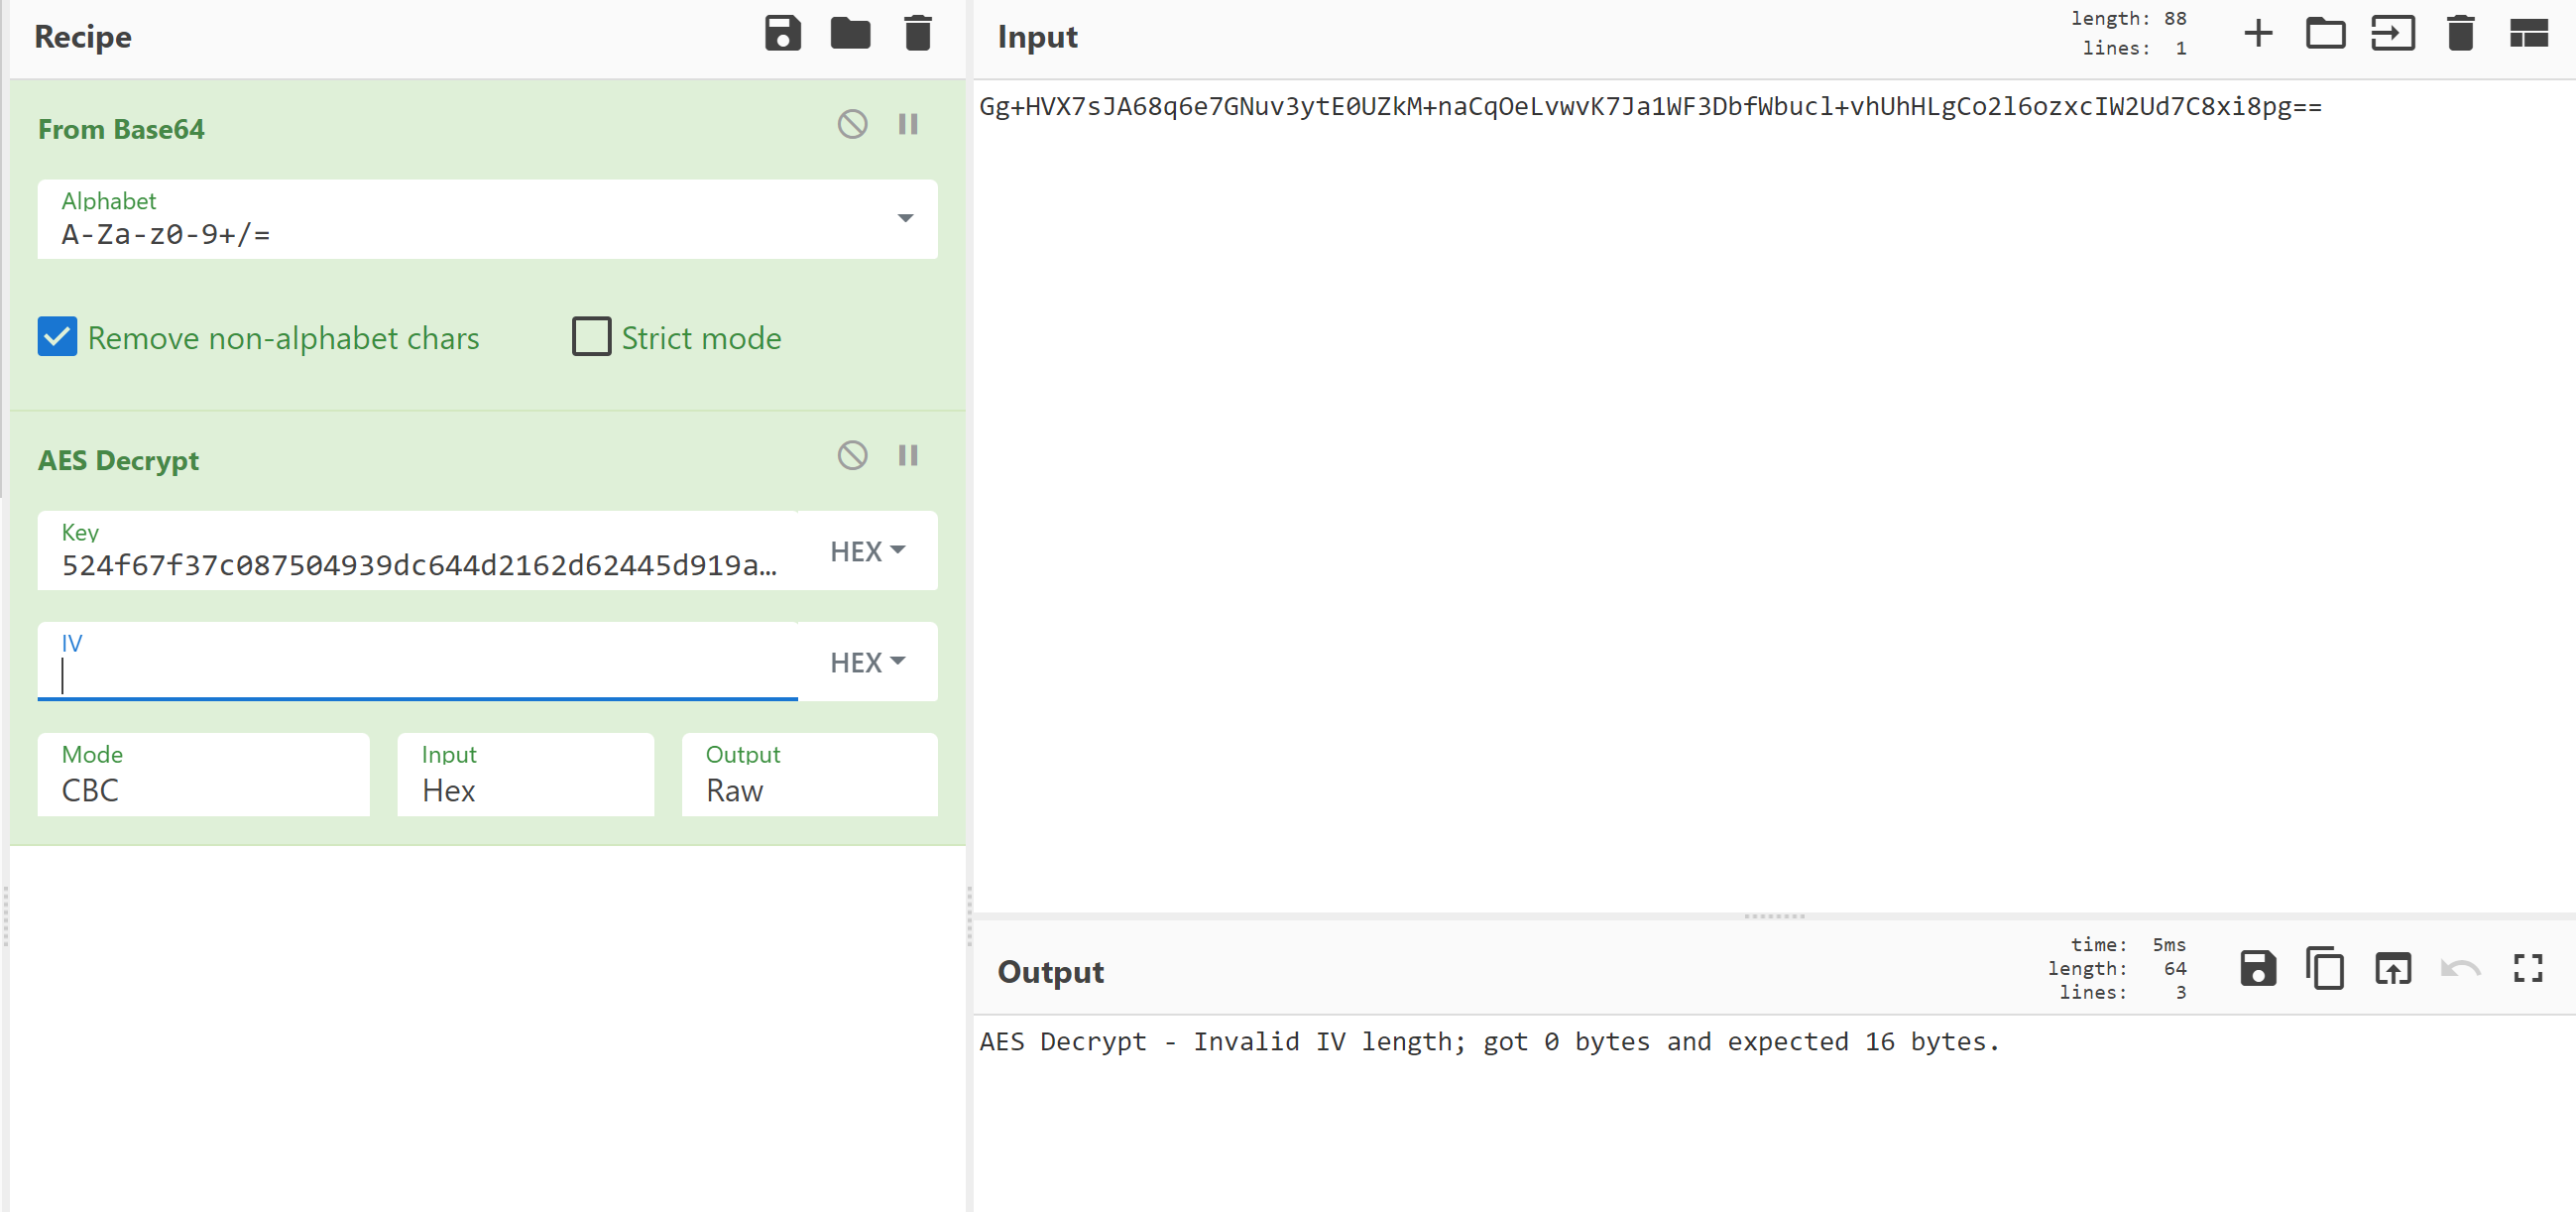 Recipe
From Base64
Alphabet
A-Za-z0-9+/=
Remove non-alphabet chars
Strict mode
AES Decrypt
Key
524f67f37c087504939dc644d2162d62445d919a…
HEX
IV
HEX
Mode
CBC
Input
Hex
Output
Raw
Input
length: 88
lines: 1
Gg+HVX7sJA68q6e7GNuv3ytE0UZkM+naCqOeLvwvK7Ja1WF3DbfWbucl+vhUhHLgCo2l6ozxcIW2Ud7C8xi8pg==
Output
time: 5ms
length: 64
lines: 3
AES Decrypt - Invalid IV length; got 0 bytes and expected 16 bytes.